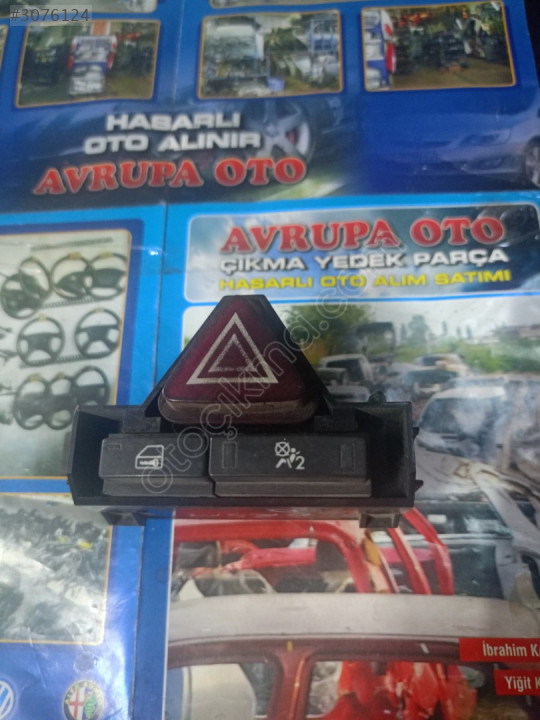 #3076124
HASARLI
OTO ALINIR
AVRUPA OTO
AVRUPA OTO
ÇIKMA YEDEK PARÇA
HASARLI OTO ALIM SATIMI
otoçıkma.com
2
İbrahim K
Yiğit K